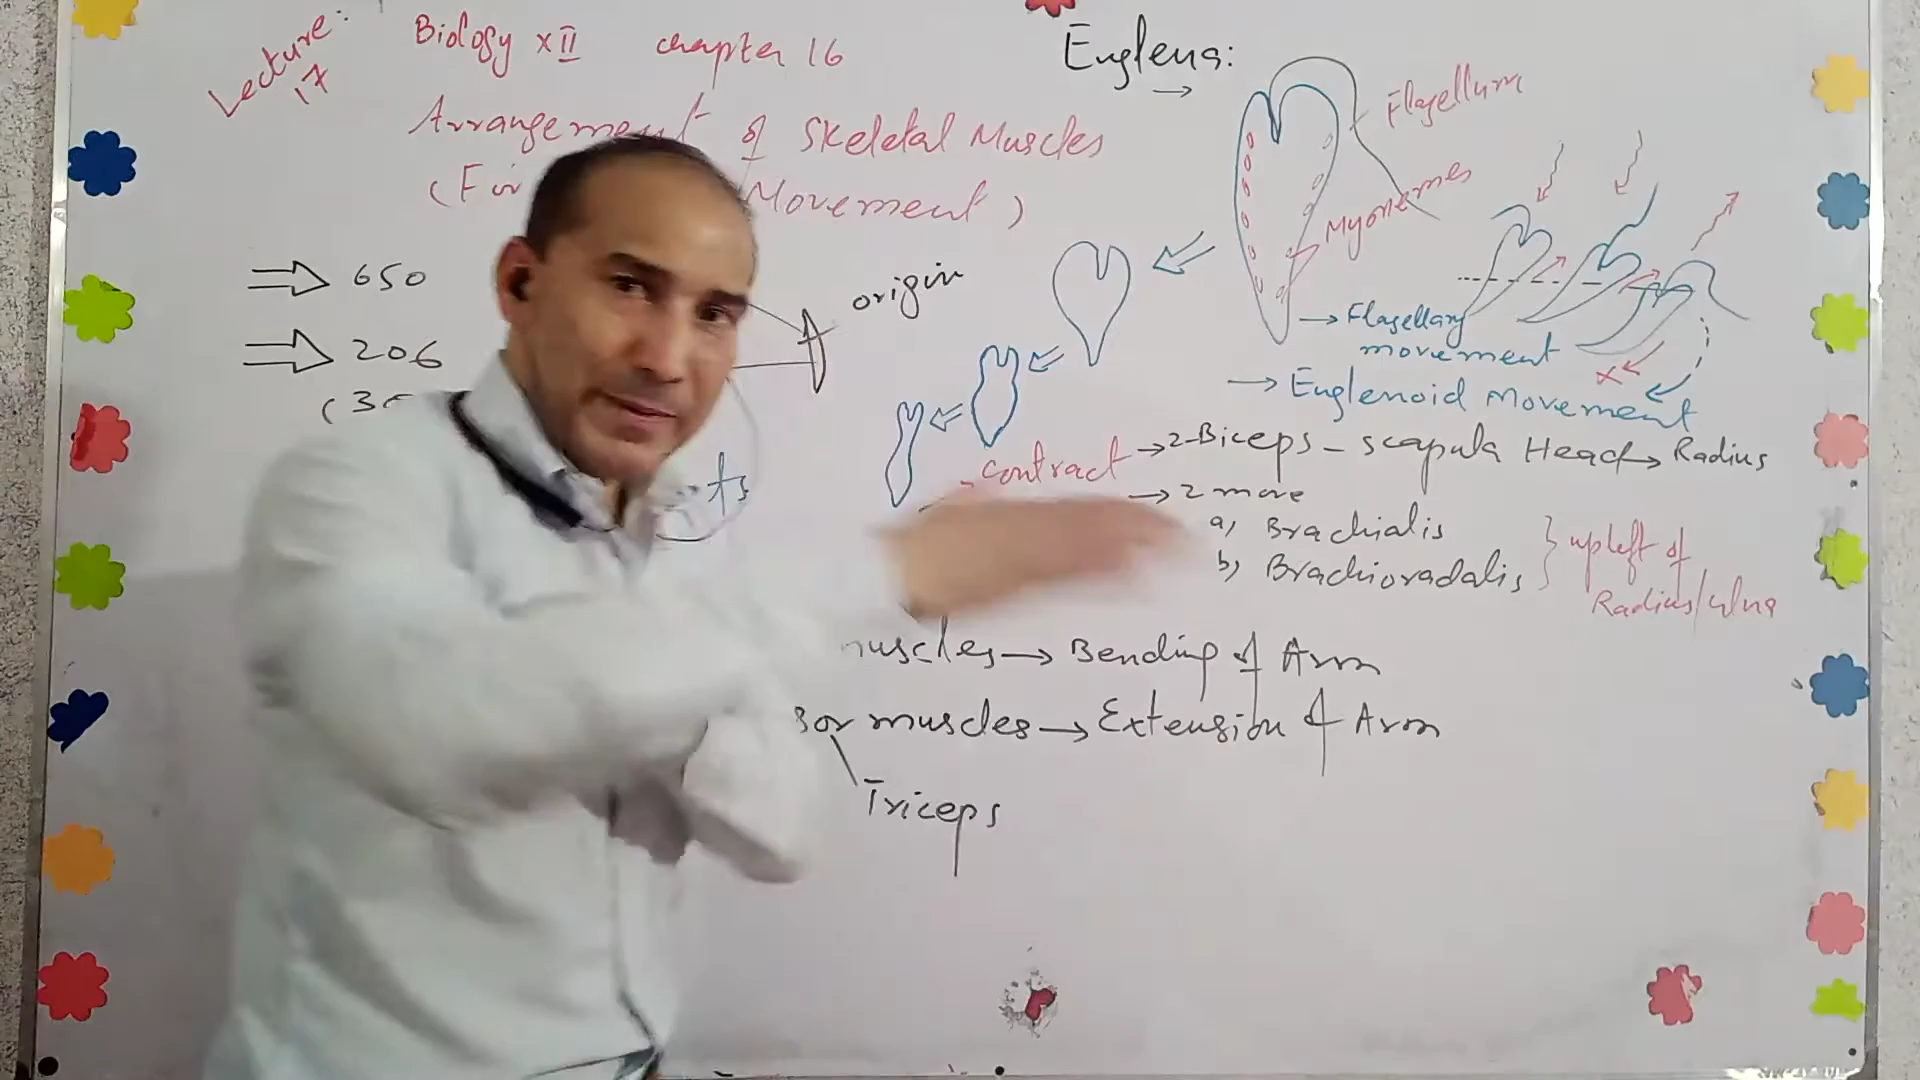 Lecture: 17
Biology XII chapter 16
Arrangement of Skeletal Muscles
Movement)
650
206
origin
Euglena:
Flagellum
Myonemes
→ Flagellary movement
→ Euglenoid Movement
contract
→ 2-Biceps - scapula Head → Radius
→ 2 more
a) Brachialis
b) Brachioradalis
upleft of
Radius/ulna
muscles → Bending of Arm
sor muscles → Extension of Arm
Triceps